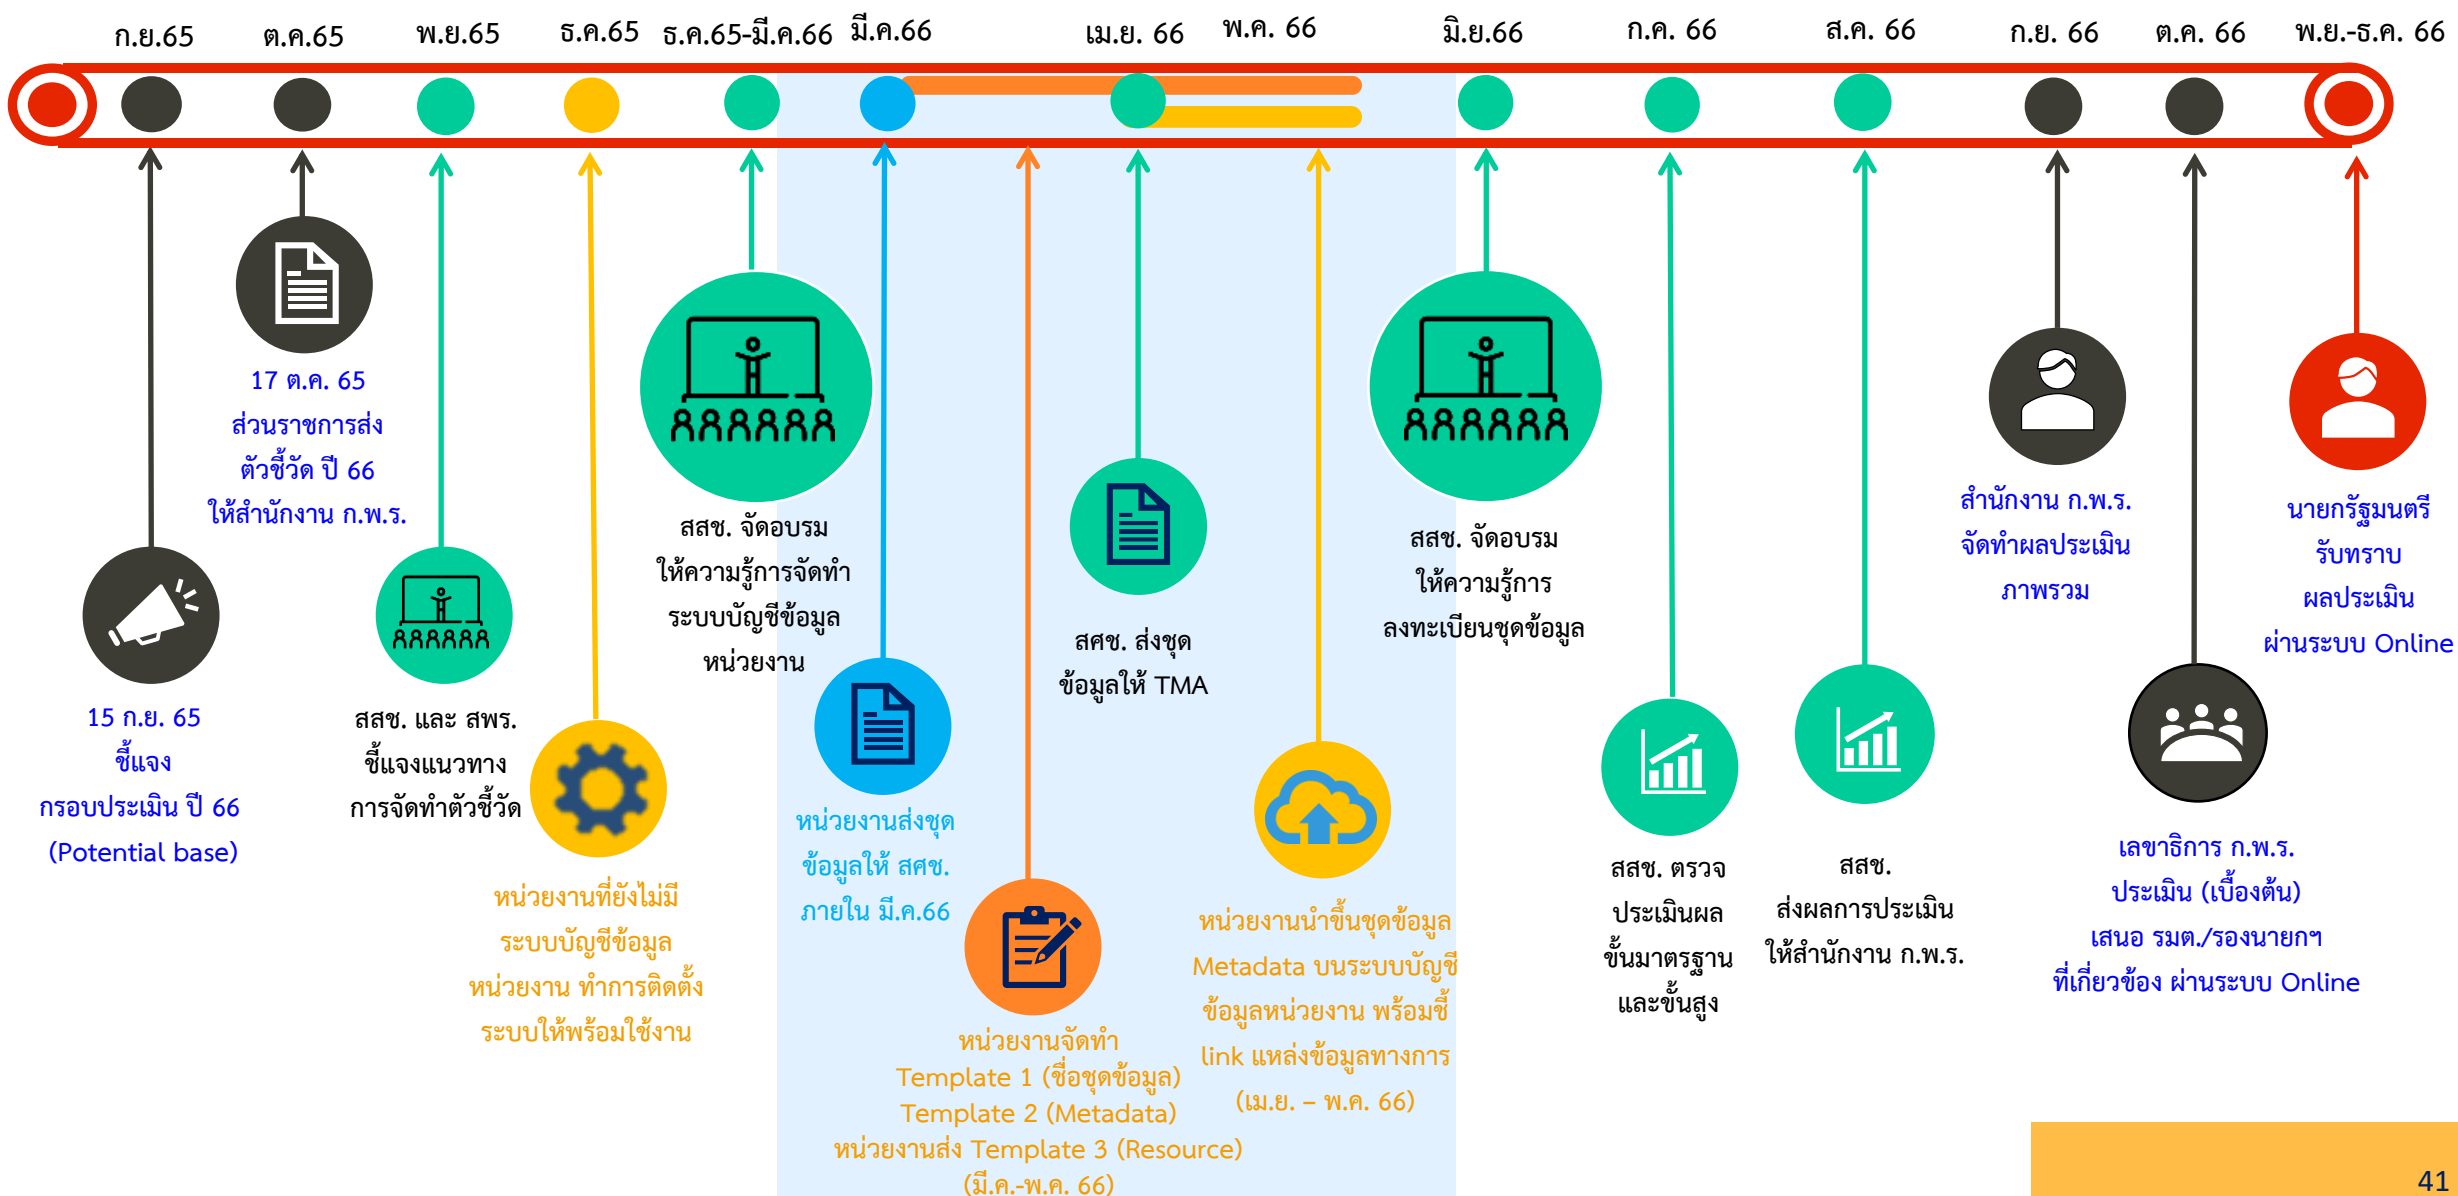 ก.ย.65
ต.ค.65
พ.ย.65
ธ.ค.65
ธ.ค.65-มี.ค.66
มี.ค.66
เม.ย. 66
พ.ค. 66
มิ.ย.66
ก.ค. 66
ส.ค. 66
ก.ย. 66
ต.ค. 66
พ.ย.-ธ.ค. 66
15 ก.ย. 65
ชี้แจง
กรอบประเมิน ปี 66
(Potential base)
17 ต.ค. 65
ส่วนราชการส่ง
ตัวชี้วัด ปี 66
ให้สำนักงาน ก.พ.ร.
สสช. และ สพร.
ชี้แจงแนวทาง
การจัดทำตัวชี้วัด
หน่วยงานที่ยังไม่มี
ระบบบัญชีข้อมูล
หน่วยงาน ทำการติดตั้ง
ระบบให้พร้อมใช้งาน
สสช. จัดอบรม
ให้ความรู้การจัดทำ
ระบบบัญชีข้อมูล
หน่วยงาน
หน่วยงานส่งชุด
ข้อมูลให้ สศช.
ภายใน มี.ค.66
หน่วยงานจัดทำ
Template 1 (ชื่อชุดข้อมูล)
Template 2 (Metadata)
หน่วยงานส่ง Template 3 (Resource)
(มี.ค.-พ.ค. 66)
สศช. ส่งชุด
ข้อมูลให้ TMA
หน่วยงานนำขึ้นชุดข้อมูล
Metadata บนระบบบัญชี
ข้อมูลหน่วยงาน พร้อมชี้
link แหล่งข้อมูลทางการ
(เม.ย. – พ.ค. 66)
สสช. จัดอบรม
ให้ความรู้การ
ลงทะเบียนชุดข้อมูล
สสช. ตรวจ
ประเมินผล
ขั้นมาตรฐาน
และขั้นสูง
สสช.
ส่งผลการประเมิน
ให้สำนักงาน ก.พ.ร.
สำนักงาน ก.พ.ร.
จัดทำผลประเมิน
ภาพรวม
เลขาธิการ ก.พ.ร.
ประเมิน (เบื้องต้น)
เสนอ รมต./รองนายกฯ
ที่เกี่ยวข้อง ผ่านระบบ Online
นายกรัฐมนตรี
รับทราบ
ผลประเมิน
ผ่านระบบ Online
41